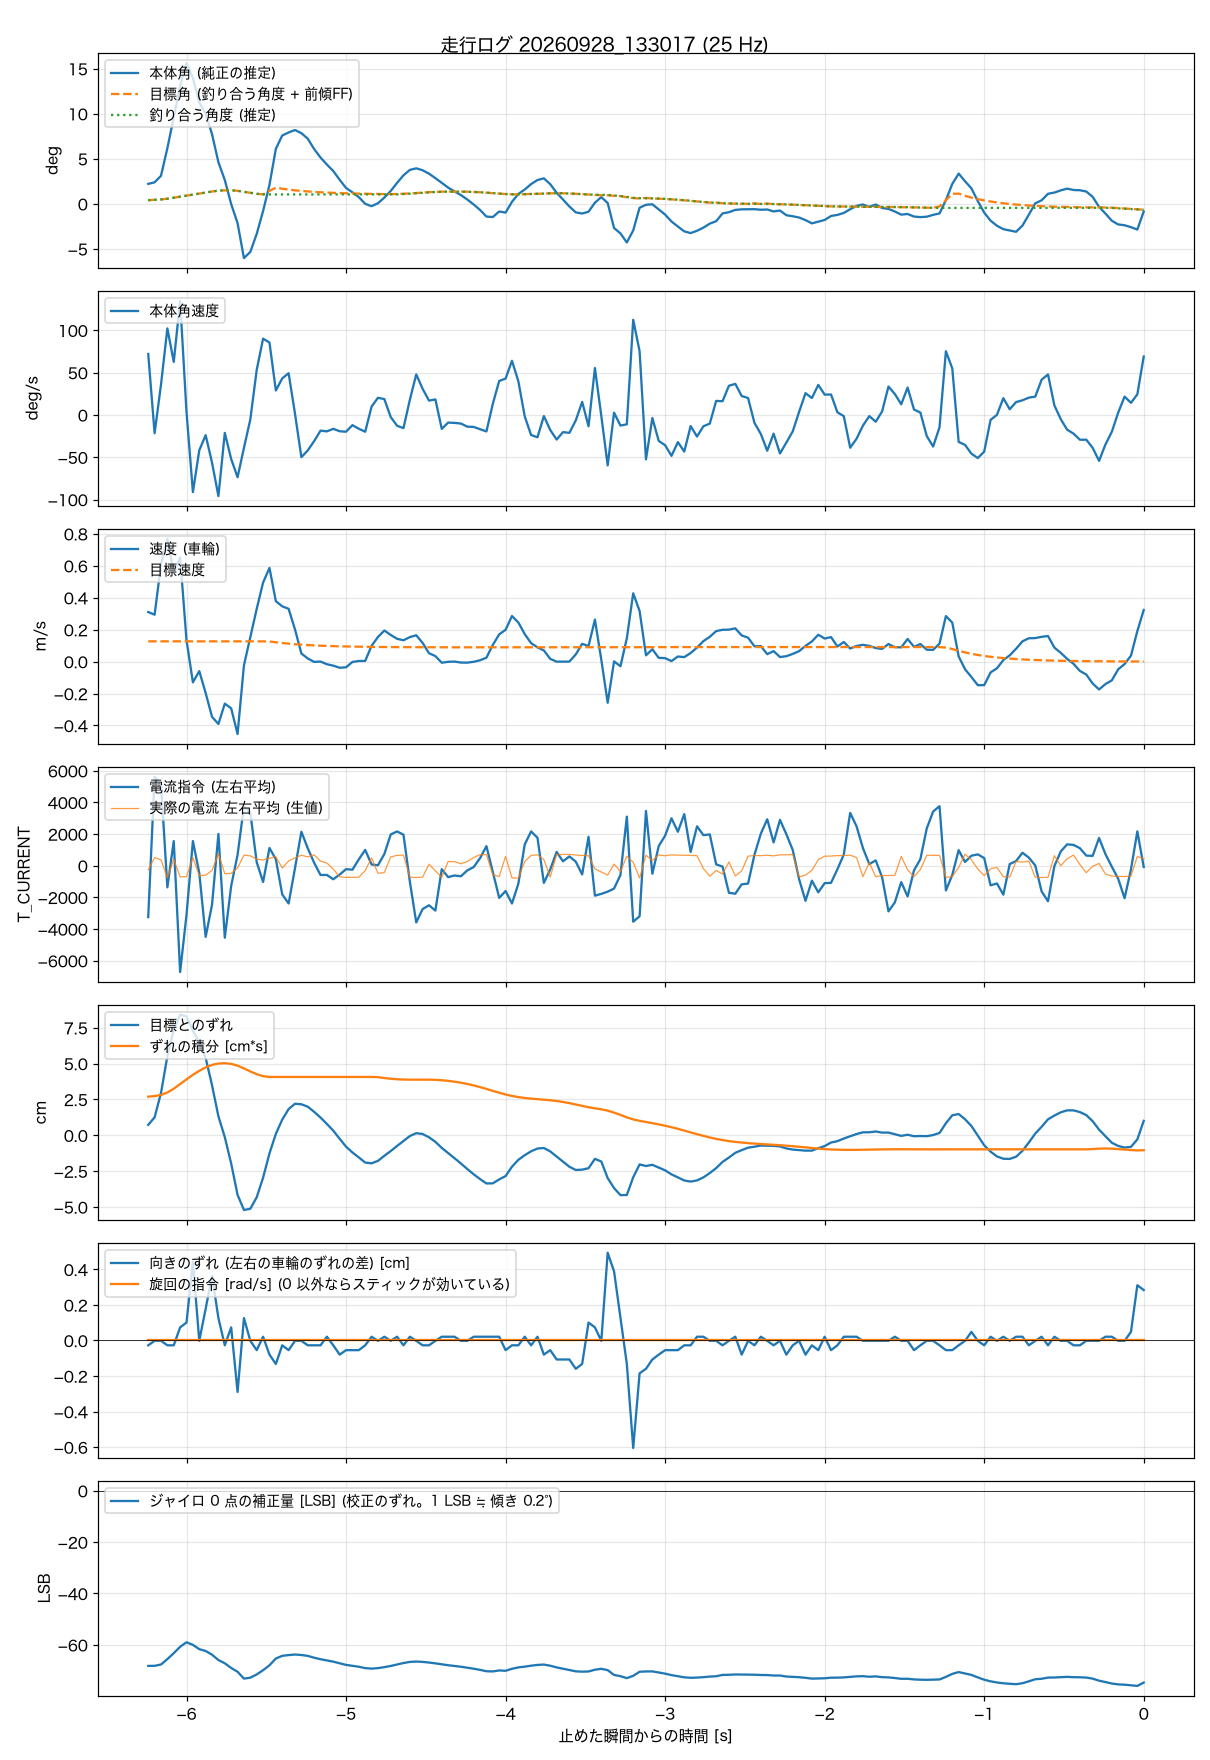 走行ログ 20260928_133017 (25 Hz)
本体角 (純正の推定)
目標角 (釣り合う角度 + 前傾FF)
釣り合う角度 (推定)
deg
15
10
5
0
−5
本体角速度
deg/s
100
50
0
−50
−100
速度 (車輪)
目標速度
m/s
0.8
0.6
0.4
0.2
0.0
−0.2
−0.4
電流指令 (左右平均)
実際の電流 左右平均 (生値)
T_CURRENT
6000
4000
2000
0
−2000
−4000
−6000
目標とのずれ
ずれの積分 [cm*s]
cm
7.5
5.0
2.5
0.0
−2.5
−5.0
向きのずれ (左右の車輪のずれの差) [cm]
旋回の指令 [rad/s] (0 以外ならスティックが効いている)
0.4
0.2
0.0
−0.2
−0.4
−0.6
ジャイロ 0 点の補正量 [LSB] (校正のずれ。1 LSB ≒ 傾き 0.2°)
LSB
0
−20
−40
−60
−6 −5 −4 −3 −2 −1 0
止めた瞬間からの時間 [s]